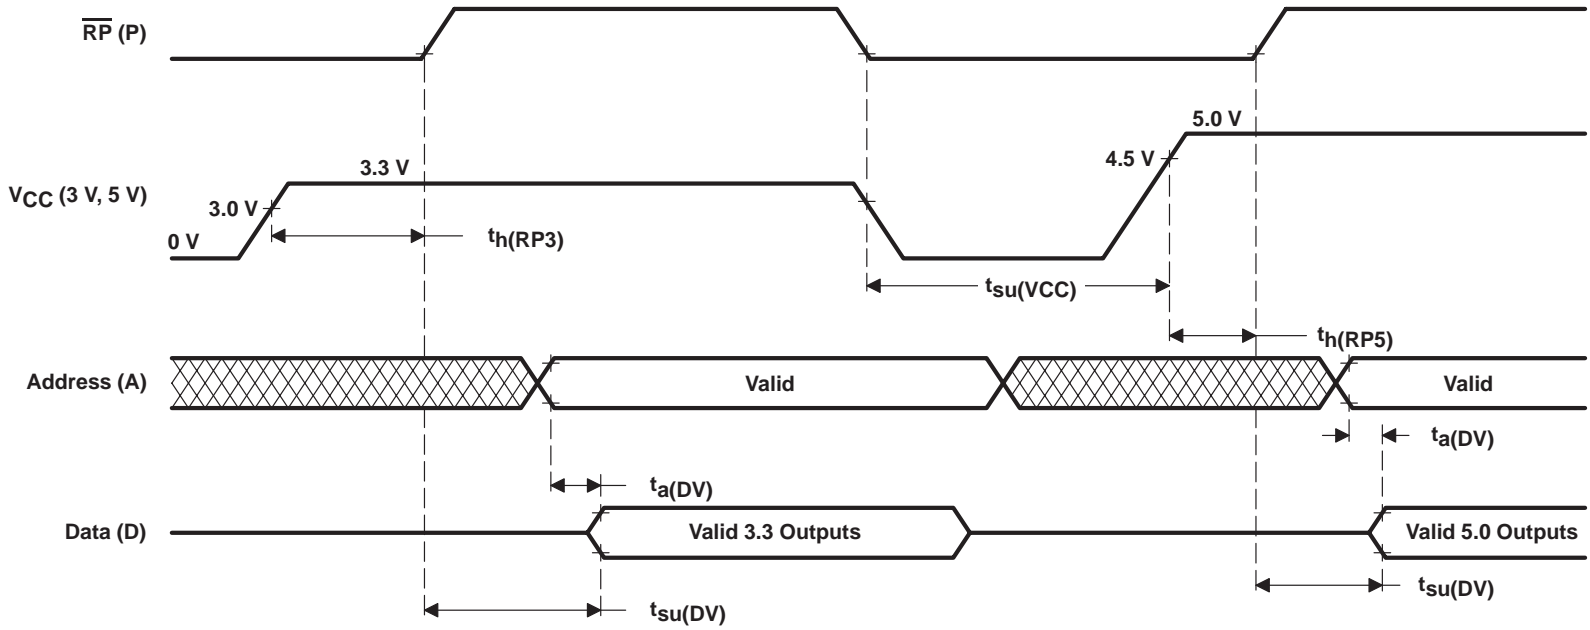 RP (P)
5.0 V
4.5 V
3.3 V
VCC (3 V, 5 V)
3.0 V
0 V
th(RP3)
tsu(VCC)
th(RP5)
Address (A)
Valid
Valid
ta(DV)
ta(DV)
Data (D)
Valid 3.3 Outputs
Valid 5.0 Outputs
tsu(DV)
tsu(DV)